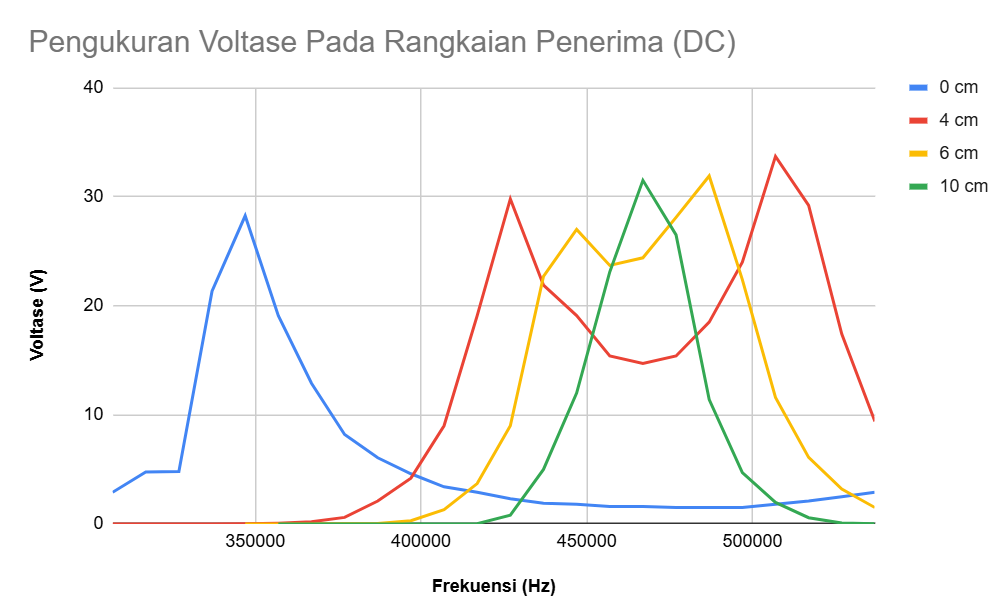 Pengukuran Voltase Pada Rangkaian Penerima (DC)
40
30
20
10
0
Voltase (V)
350000
400000
450000
500000
Frekuensi (Hz)
0 cm
4 cm
6 cm
10 cm